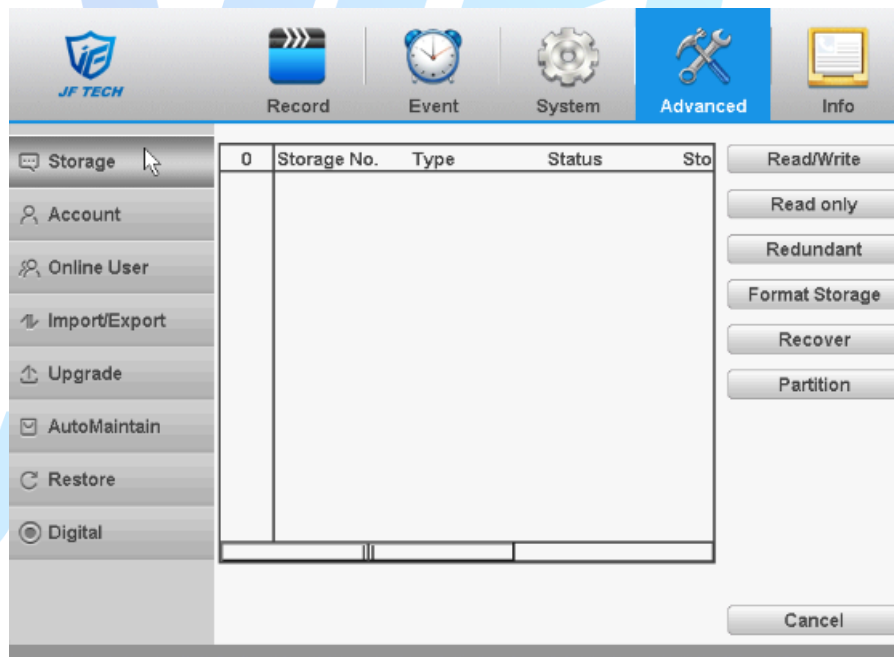 JF TECH
Record Event System Advanced Info
Storage
Account
Online User
Import/Export
Upgrade
AutoMaintain
Restore
Digital
0 Storage No. Type Status Sto
Read/Write
Read only
Redundant
Format Storage
Recover
Partition
Cancel